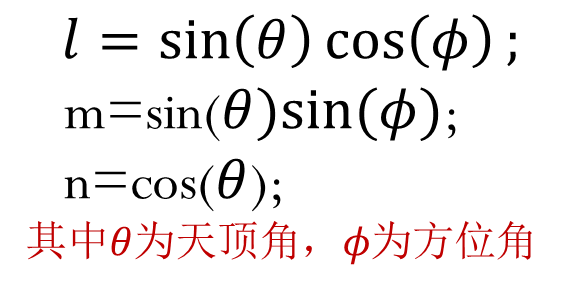 l = sin(θ) cos(ϕ) ;
m=sin(θ)sin(ϕ);
n=cos(θ);
其中θ为天顶角，ϕ为方位角